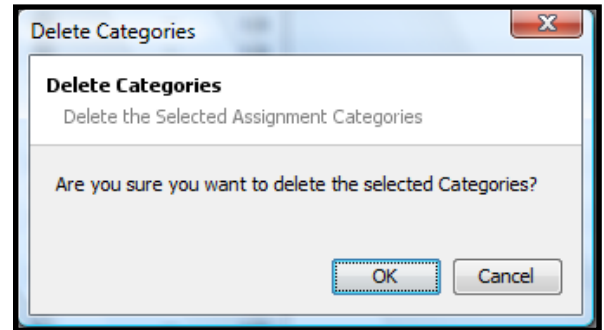 Delete Categories
Delete Categories
Delete the Selected Assignment Categories
Are you sure you want to delete the selected Categories?
OK Cancel